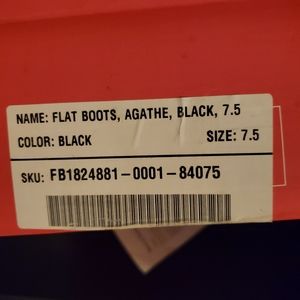 NAME: FLAT BOOTS, AGATHE, BLACK, 7.5
COLOR: BLACK SIZE: 7.5
SKU: FB1824881-0001-84075